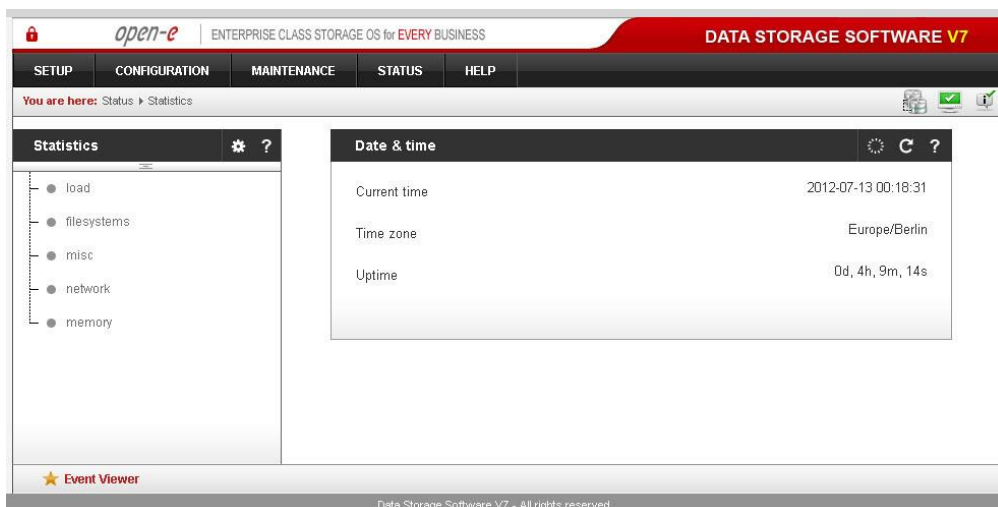 open-e ENTERPRISE CLASS STORAGE OS for EVERY BUSINESS DATA STORAGE SOFTWARE V7
SETUP CONFIGURATION MAINTENANCE STATUS HELP
You are here: Status Statistics
Statistics ?
load
filesystems
misc
network
memory
Date & time ?
Current time 2012-07-13 00:18:31
Time zone Europe/Berlin
Uptime 0d, 4h, 9m, 14s
Event Viewer
Data Storage Software V7 - All rights reserved